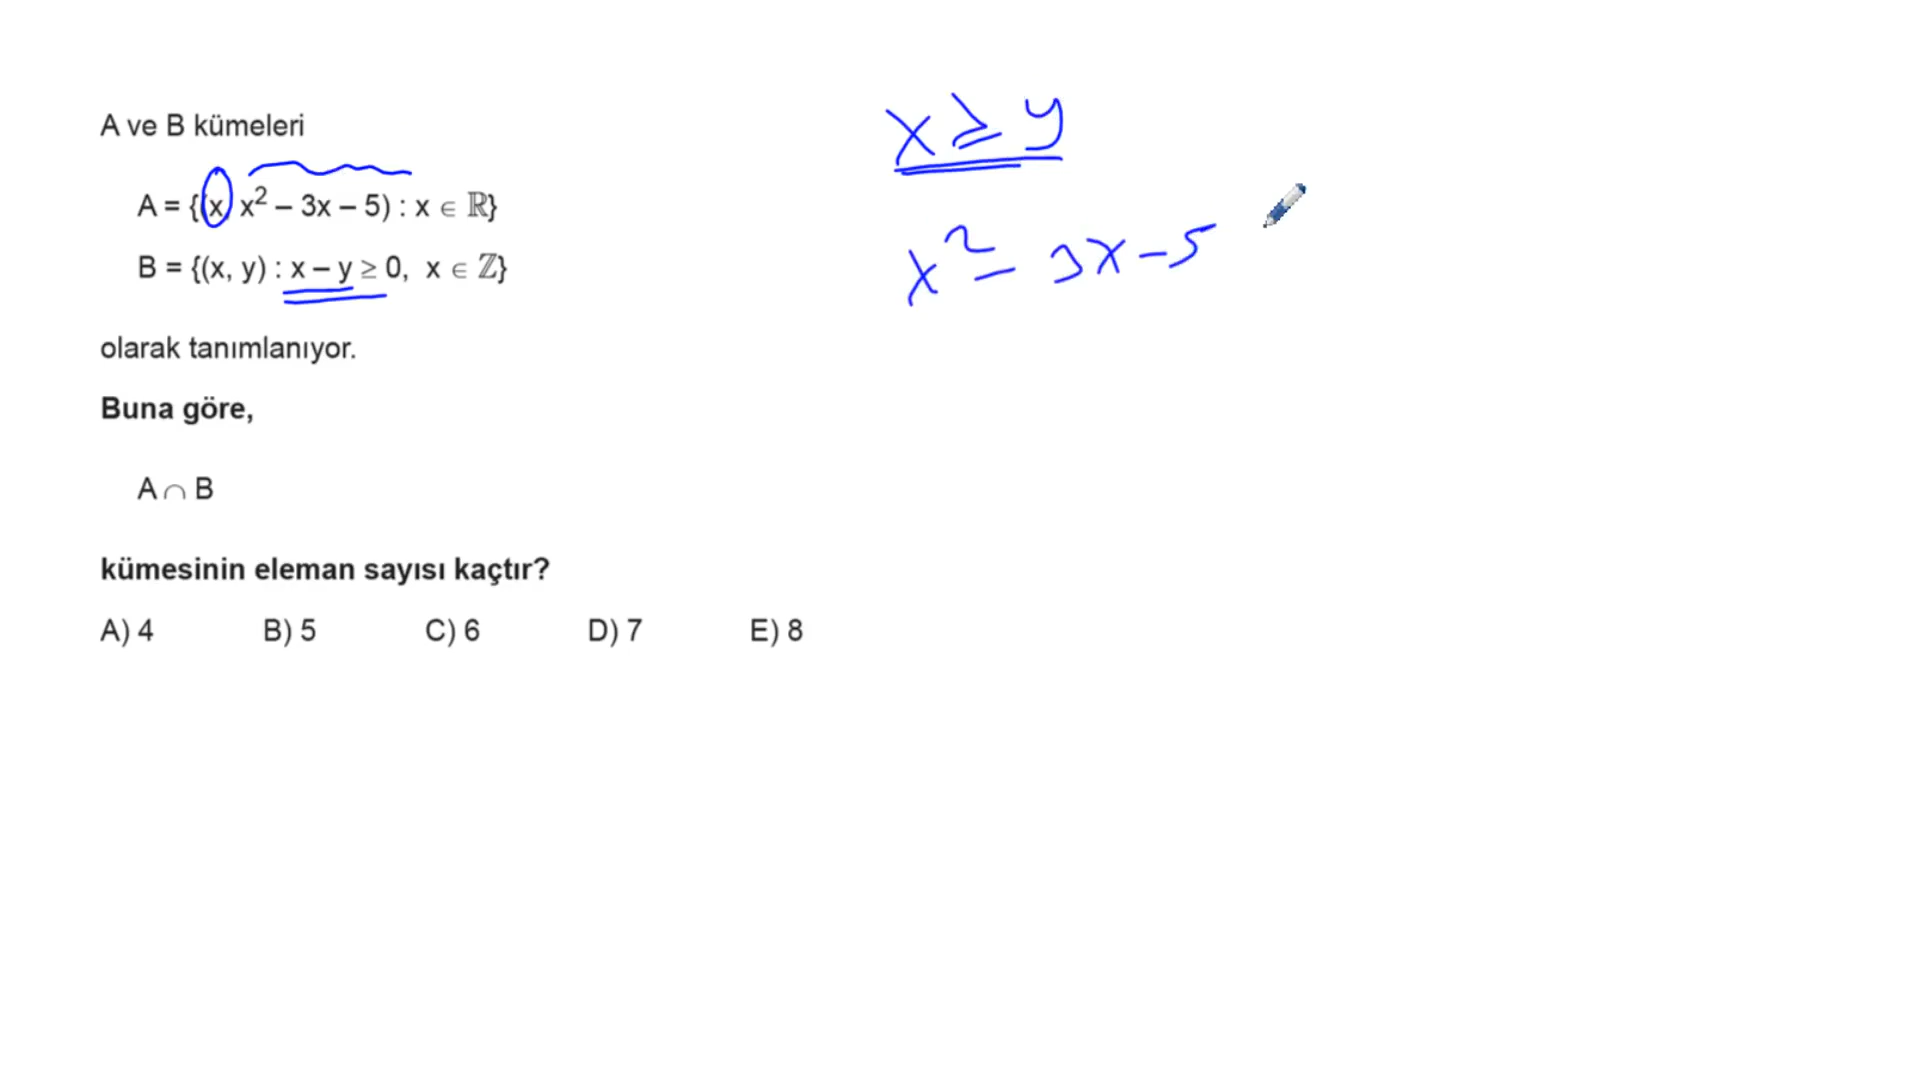 A ve B kümeleri
A = {(x, x² – 3x – 5) : x ∈ ℝ}
B = {(x, y) : x – y ≥ 0, x ∈ ℤ}
olarak tanımlanıyor.
Buna göre,
A ∩ B
kümesinin eleman sayısı kaçtır?
A) 4 B) 5 C) 6 D) 7 E) 8
x ≥ y
x² – 3x – 5